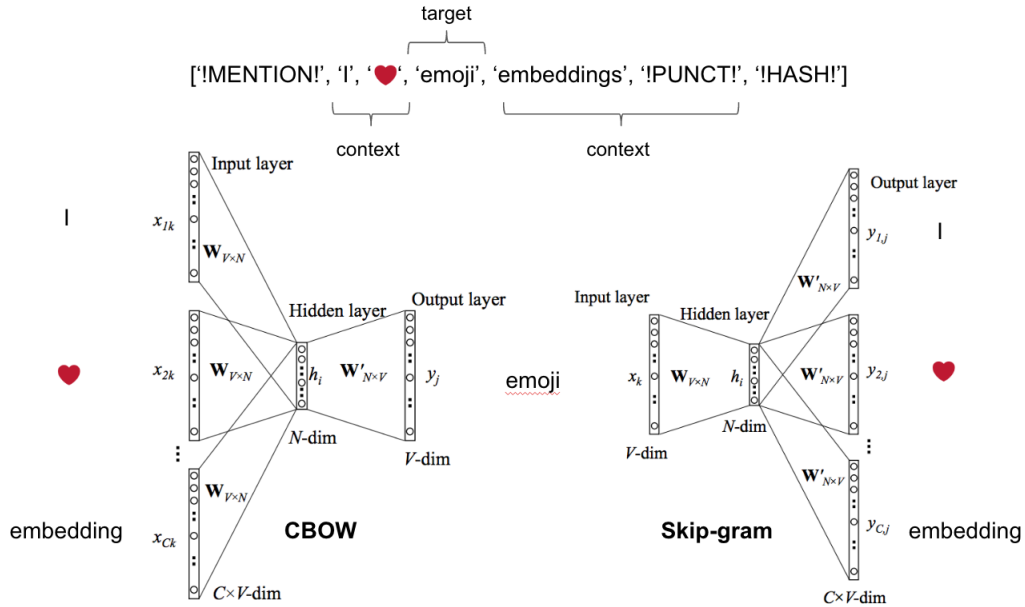 target
['!MENTION!', 'I', '❤️', 'emoji', 'embeddings', '!PUNCT!', '!HASH!']
context
context
Input layer
I
x1k
WV×N
❤️
x2k
WV×N
⋮
WV×N
embedding
xCk
C×V-dim
Hidden layer
hi
N-dim
W'N×V
Output layer
yj
V-dim
CBOW
emoji
Input layer
xk
V-dim
WV×N
Hidden layer
hi
N-dim
Output layer
W'N×V
y1,j
I
W'N×V
y2,j
❤️
⋮
W'N×V
yC,j
embedding
C×V-dim
Skip-gram